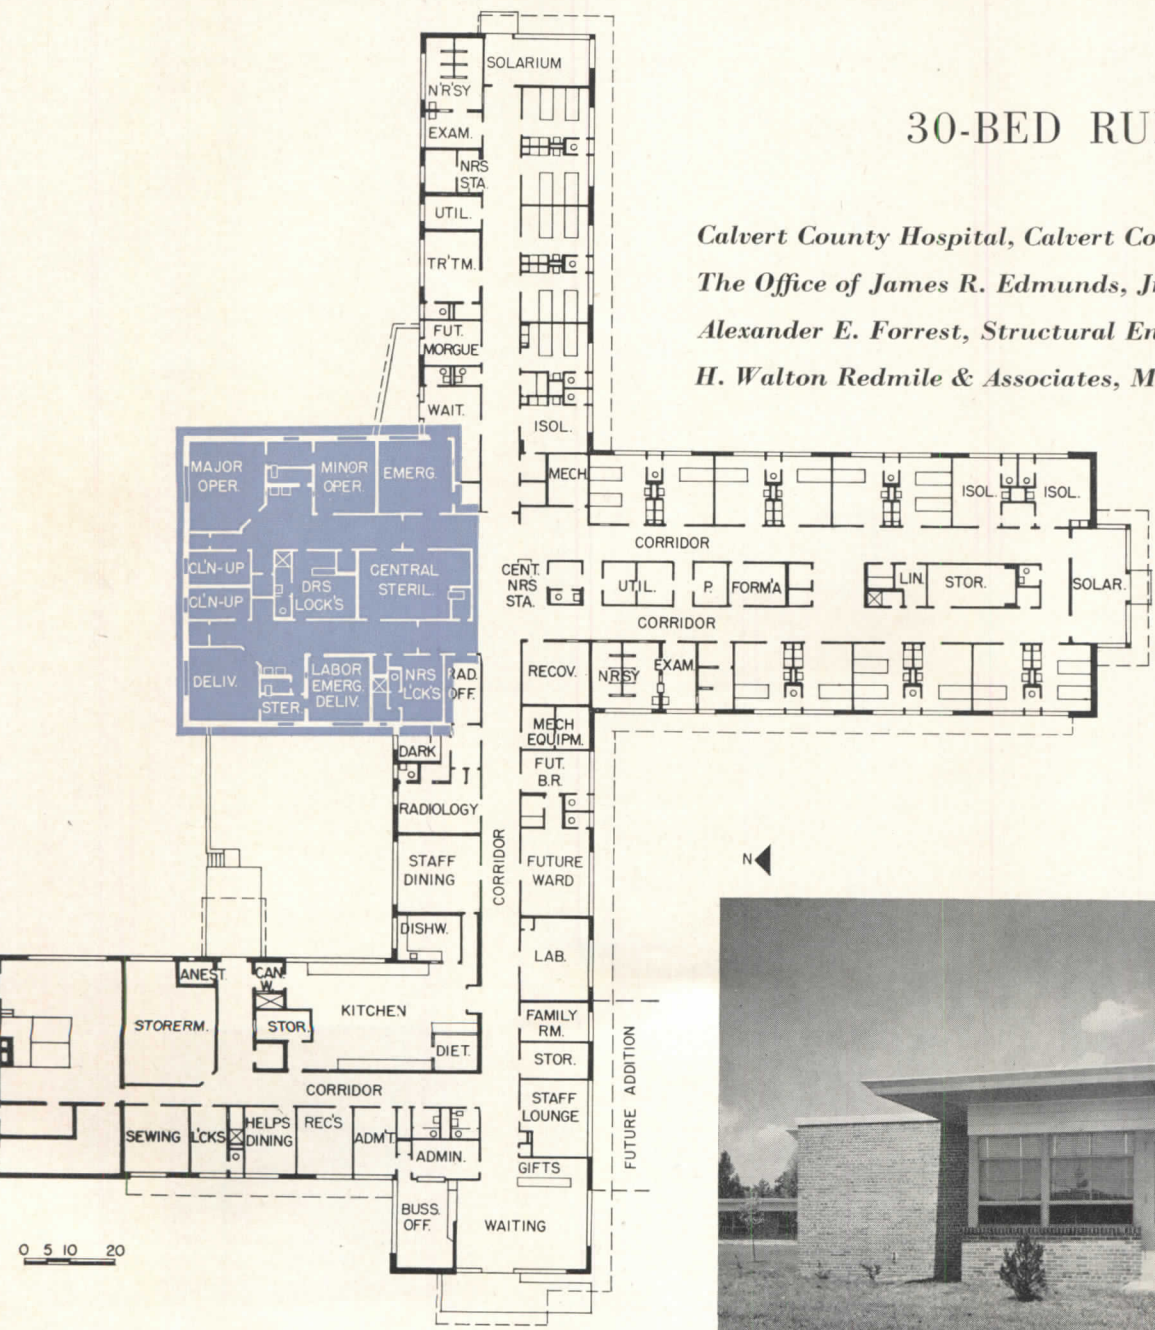 30-BED RU
Calvert County Hospital, Calvert Co
The Office of James R. Edmunds, J
Alexander E. Forrest, Structural En
H. Walton Redmile & Associates, M
SOLARIUM
N'R'SY
EXAM.
NRS
STA.
UTIL.
TR'TM.
FUT.
MORGUE
WAIT.
ISOL.
MECH.
MAJOR
OPER.
MINOR
OPER.
EMERG.
CL'N-UP
CL'N-UP
DRS
LOCK'S
CENTRAL
STERIL.
DELIV.
STER.
LABOR
EMERG.
DELIV.
NRS
L'CK'S
RAD.
OFF.
ISOL.
ISOL.
CORRIDOR
CENT.
NRS
STA.
UTIL.
P.
FORM'A
LIN.
STOR.
SOLAR.
CORRIDOR
RECOV.
NRSY
EXAM.
MECH
EQUIPM.
DARK
FUT.
B.R.
RADIOLOGY
CORRIDOR
STAFF
DINING
FUTURE
WARD
N
DISHW.
LAB.
ANEST.
CAN
W.
STORERM.
STOR.
KITCHEN
DIET.
FAMILY
RM.
STOR.
FUTURE ADDITION
CORRIDOR
STAFF
LOUNGE
SEWING
L'CKS
HELP'S
DINING
REC'S
ADM'T.
ADMIN.
GIFTS
BUSS.
OFF.
WAITING
0 5 10 20